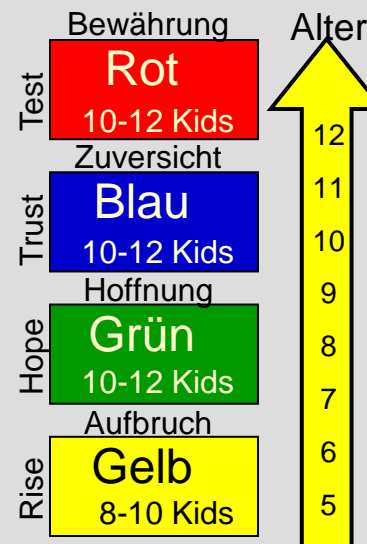 Bewährung
Alter
Test
Rot
10-12 Kids
Zuversicht
Trust
Blau
10-12 Kids
Hoffnung
Hope
Grün
10-12 Kids
Aufbruch
Rise
Gelb
8-10 Kids
12
11
10
9
8
7
6
5